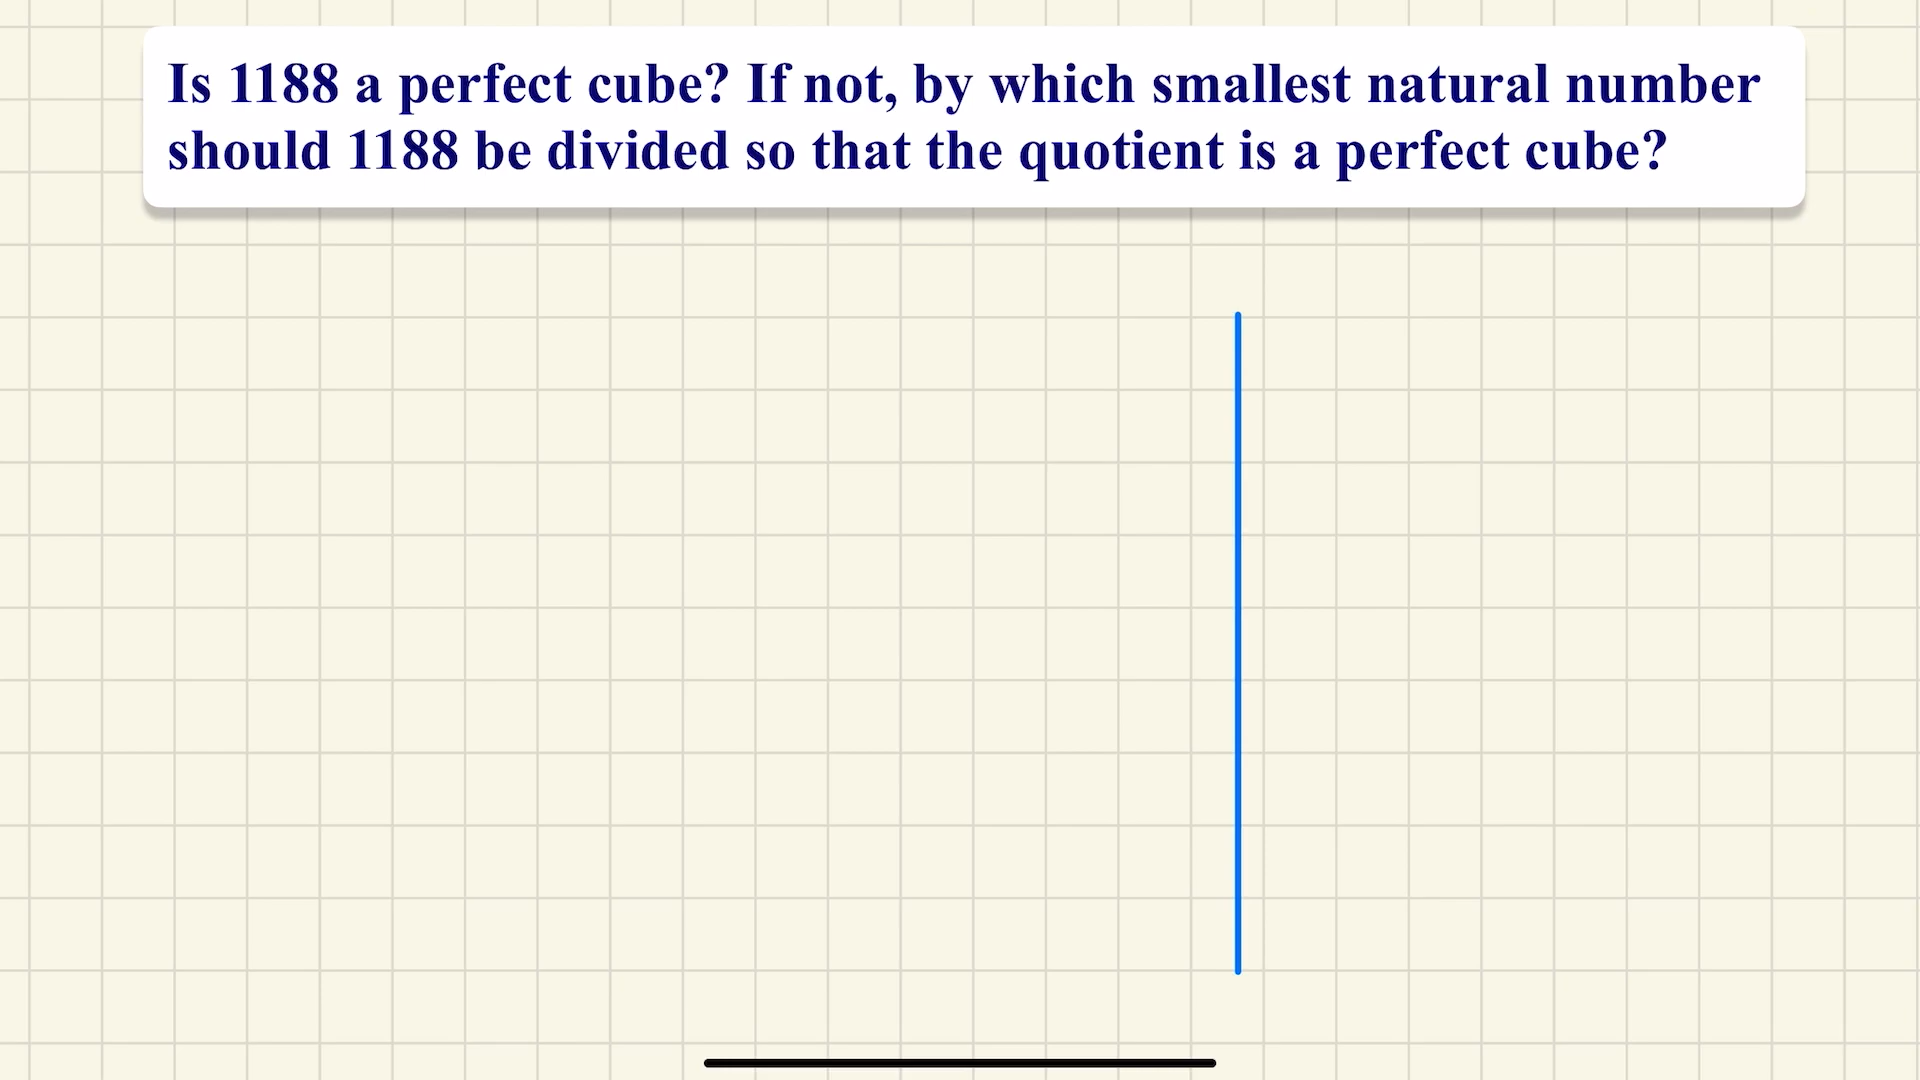 Is 1188 a perfect cube? If not, by which smallest natural number
should 1188 be divided so that the quotient is a perfect cube?